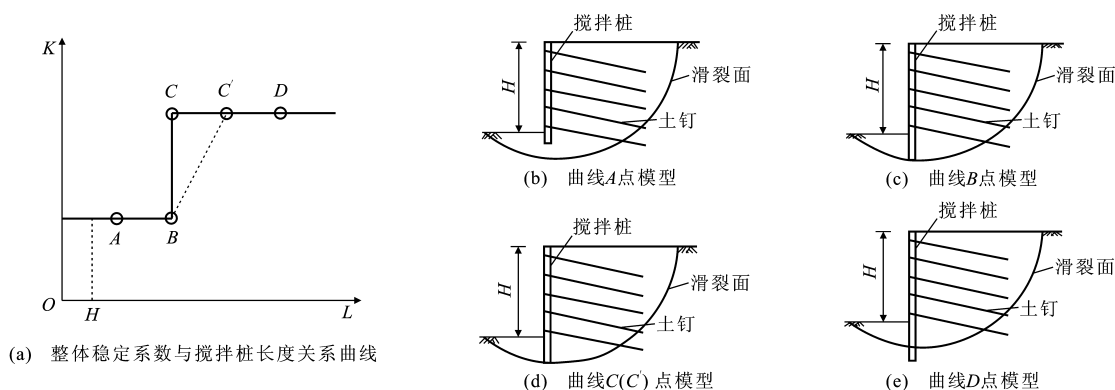 K
C
C′
D
A
B
O
H
L
(a) 整体稳定系数与搅拌桩长度关系曲线
搅拌桩
H
滑裂面
土钉
(b) 曲线A点模型
搅拌桩
H
滑裂面
土钉
(c) 曲线B点模型
搅拌桩
H
滑裂面
土钉
(d) 曲线C(C′) 点模型
搅拌桩
H
滑裂面
土钉
(e) 曲线D点模型